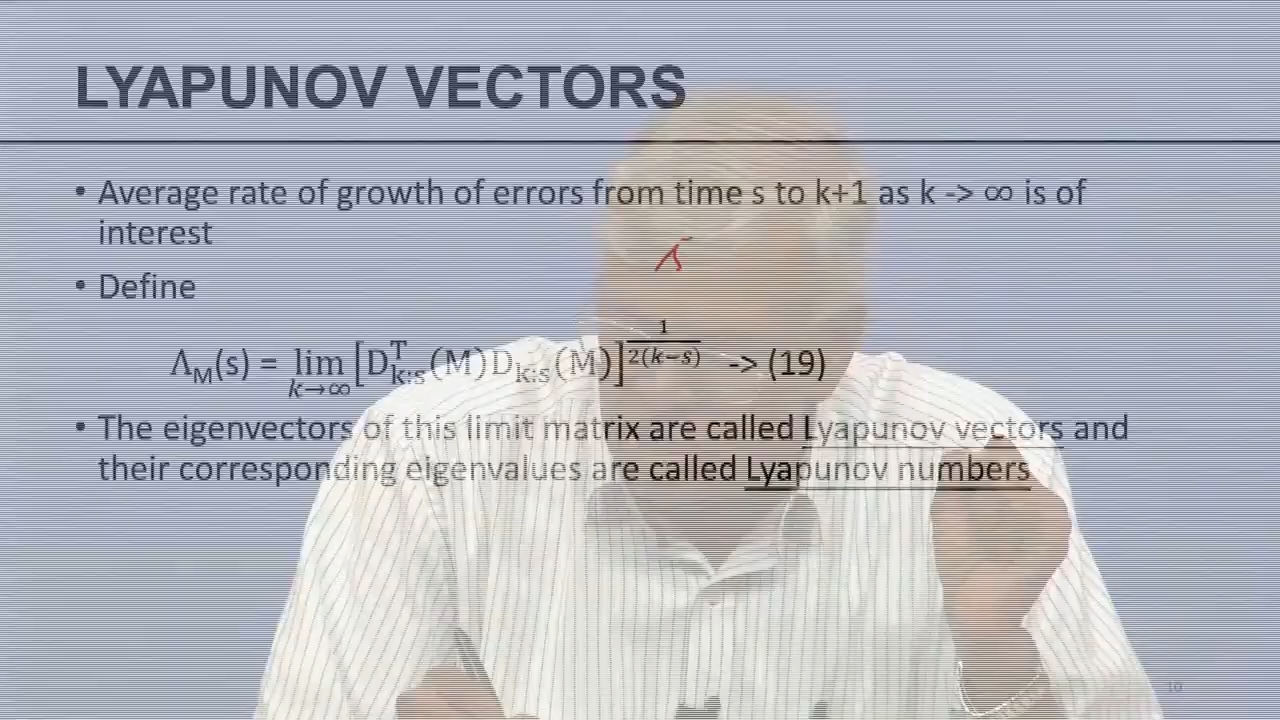 LYAPUNOV VECTORS
• Average rate of growth of errors from time s to k+1 as k -> ∞ is of
interest
• Define
Λ_M(s) = lim_{k→∞} [D^T_{k:s}(M) D_{k:s}(M)]^{1/(2(k−s))} -> (19)
• The eigenvectors of this limit matrix are called Lyapunov vectors and
their corresponding eigenvalues are called Lyapunov numbers
10